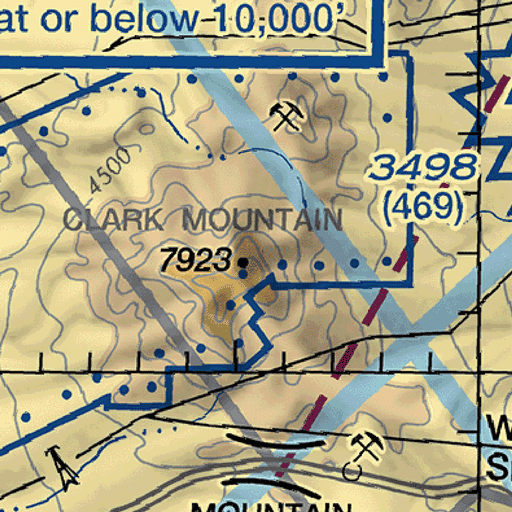 at or below 10,000'
4500
3498
(469)
CLARK MOUNTAIN
7923
W
S
MOUNTAIN